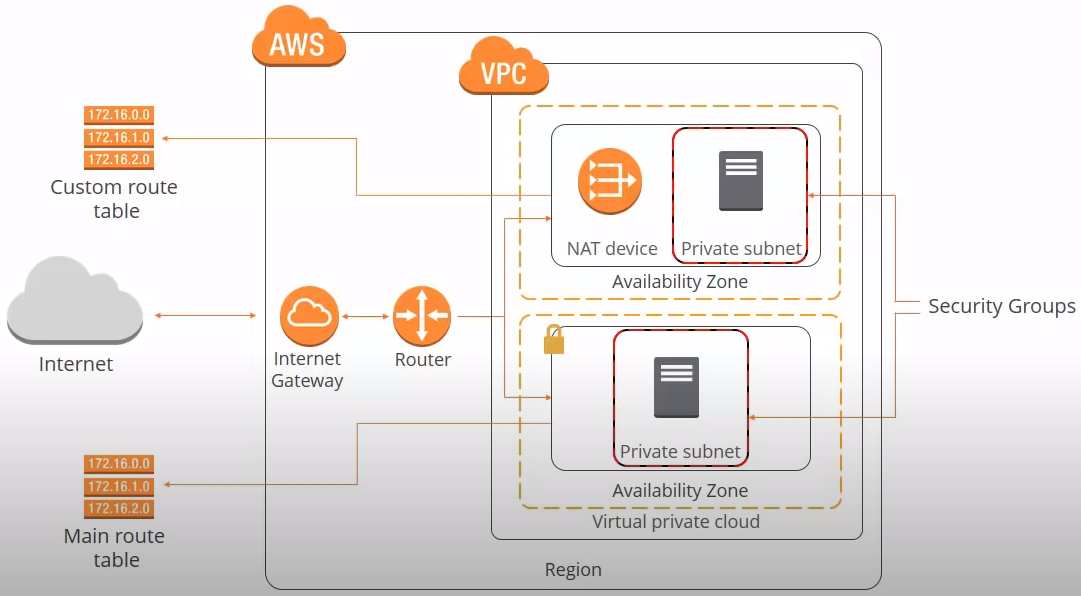 AWS
VPC
172.16.0.0
172.16.1.0
172.16.2.0
Custom route
table
NAT device
Private subnet
Availability Zone
Security Groups
Internet
Internet
Gateway
Router
Private subnet
Availability Zone
Virtual private cloud
172.16.0.0
172.16.1.0
172.16.2.0
Main route
table
Region